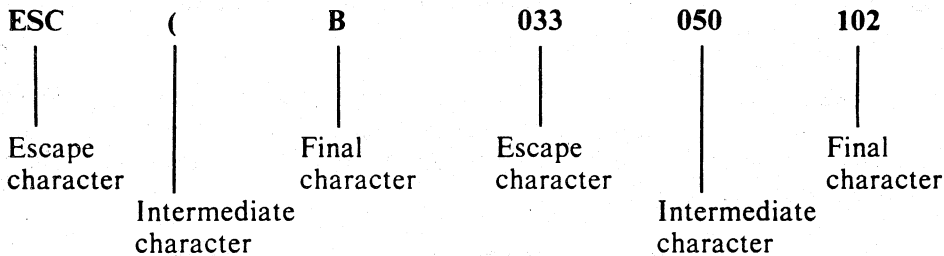 ESC ( B 033 050 102
Escape Final Escape Final
character character character character
Intermediate Intermediate
character character